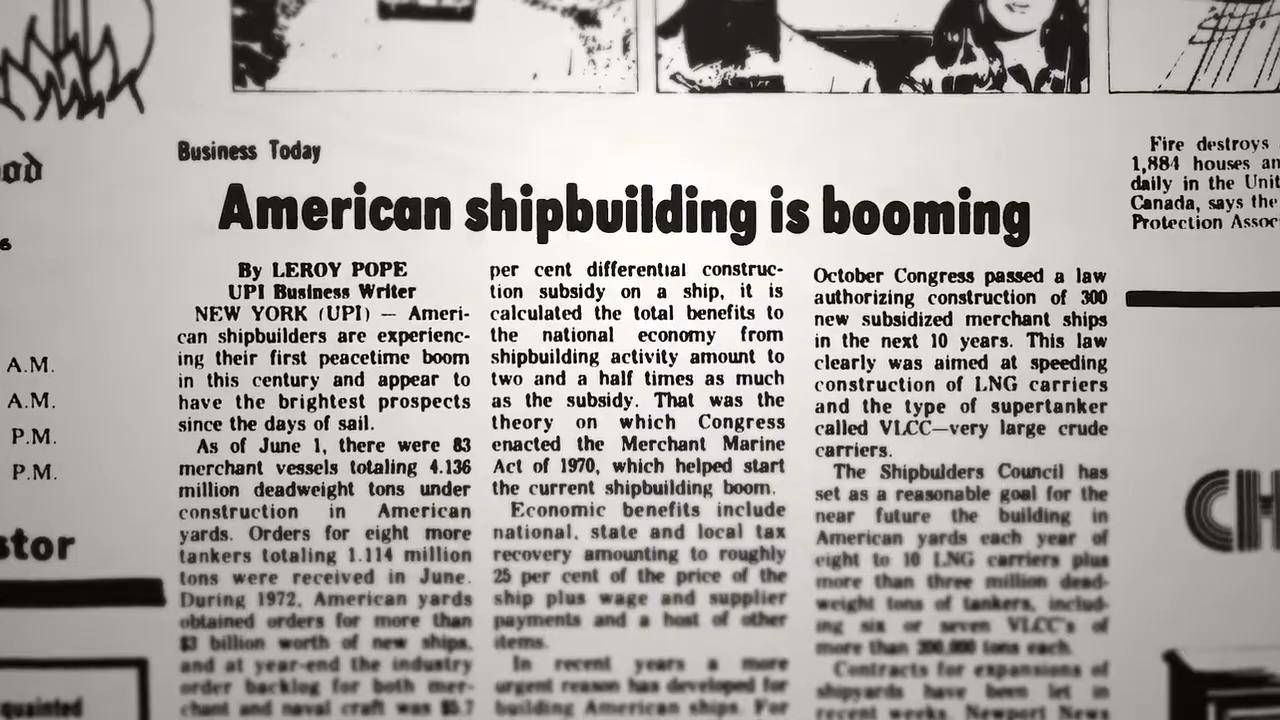 ood
6
A.M.
A.M.
P.M.
P.M.
stor
quainted
Business Today
American shipbuilding is booming
By LEROY POPE
UPI Business Writer
NEW YORK (UPI) — Ameri-
can shipbuilders are experienc-
ing their first peacetime boom
in this century and appear to
have the brightest prospects
since the days of sail.
As of June 1, there were 83
merchant vessels totaling 4.136
million deadweight tons under
construction in American
yards. Orders for eight more
tankers totaling 1.114 million
tons were received in June.
During 1972, American yards
obtained orders for more than
$3 billion worth of new ships,
and at year-end the industry
order backlog for both mer-
chant and naval craft was $5.7
per cent differential construc-
tion subsidy on a ship, it is
calculated the total benefits to
the national economy from
shipbuilding activity amount to
two and a half times as much
as the subsidy. That was the
theory on which Congress
enacted the Merchant Marine
Act of 1970, which helped start
the current shipbuilding boom.
Economic benefits include
national, state and local tax
recovery amounting to roughly
25 per cent of the price of the
ship plus wage and supplier
payments and a host of other
items.
In recent years a more
urgent reason has developed for
building American ships. For
October Congress passed a law
authorizing construction of 300
new subsidized merchant ships
in the next 10 years. This law
clearly was aimed at speeding
construction of LNG carriers
and the type of supertanker
called VLCC—very large crude
carriers.
The Shipbulders Council has
set as a reasonable goal for the
near future the building in
American yards each year of
eight to 10 LNG carriers plus
more than three million dead-
weight tons of tankers, includ-
ing six or seven VLCC's of
more than 300,000 tons each.
Contracts for expansions of
shipyards have been let in
recent weeks. Newport News
Fire destroys
1,884 houses an
daily in the Unit
Canada, says the
Protection Assoc
CH